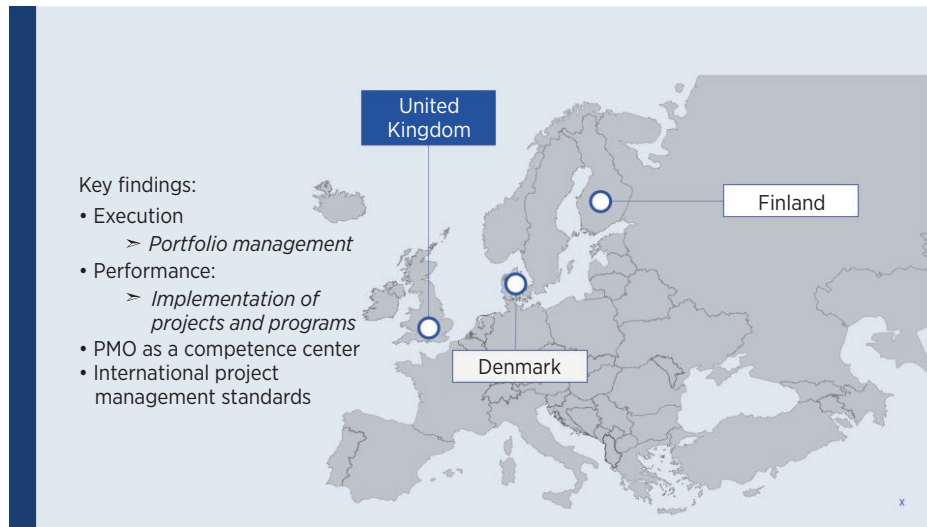 United
Kingdom
Key findings:
• Execution
➣ Portfolio management
• Performance:
➣ Implementation of
projects and programs
• PMO as a competence center
• International project
management standards
Finland
Denmark
x